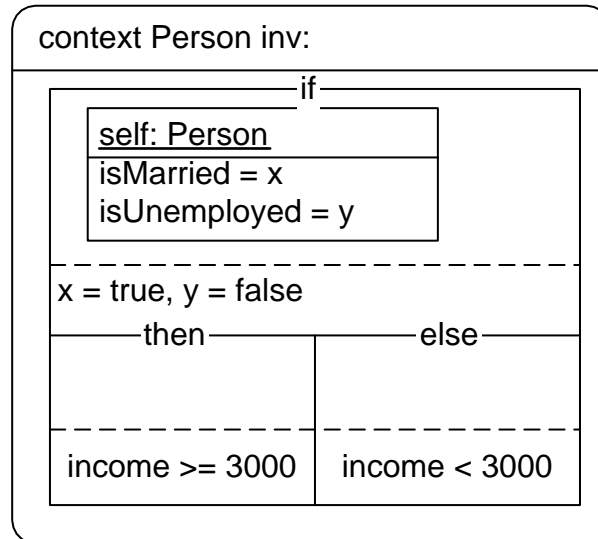 context Person inv:
if
self: Person
isMarried = x
isUnemployed = y
x = true, y = false
then
else
income >= 3000
income < 3000